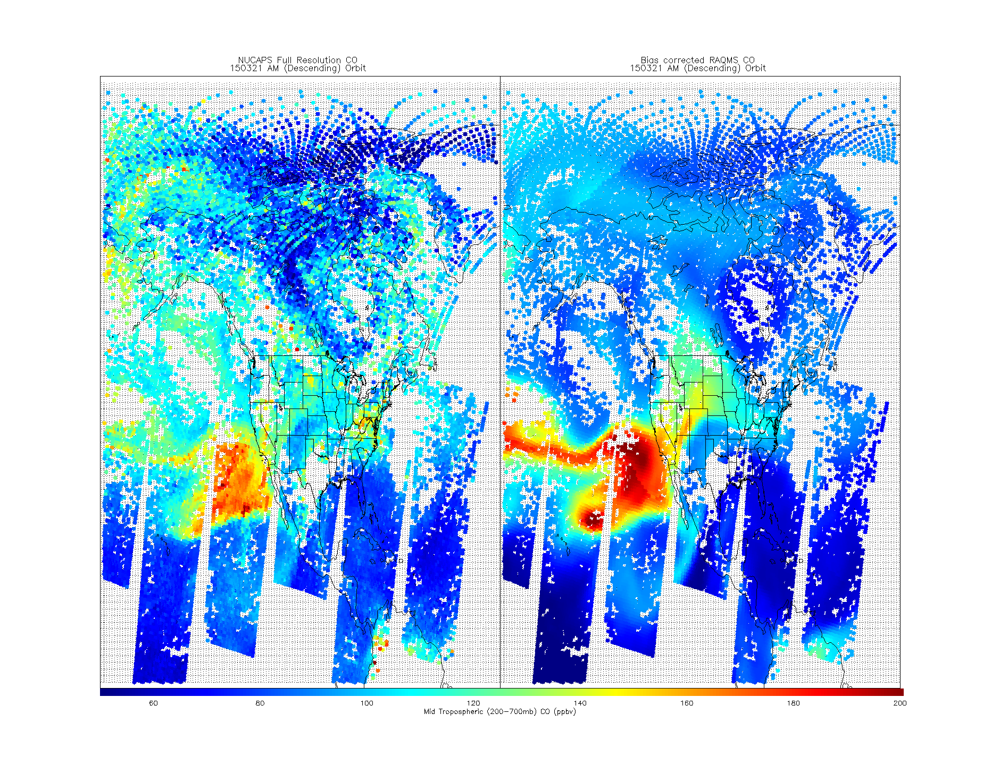 NUCAPS Full Resolution CO
150321 AM (Descending) Orbit
Bias corrected RAQMS CO
150321 AM (Descending) Orbit
60 80 100 120 140 160 180 200
Mid Tropospheric (200-700mb) CO (ppbv)